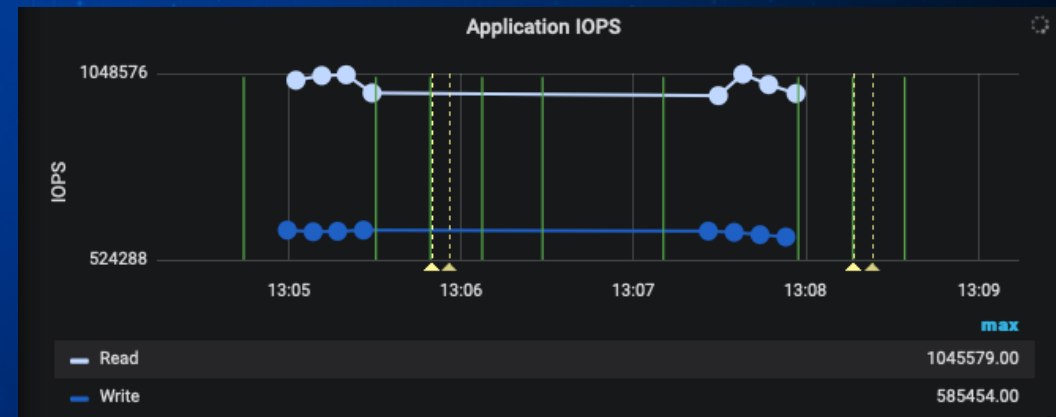 Application IOPS
1048576
IOPS
524288
13:05 13:06 13:07 13:08 13:09
max
Read 1045579.00
Write 585454.00